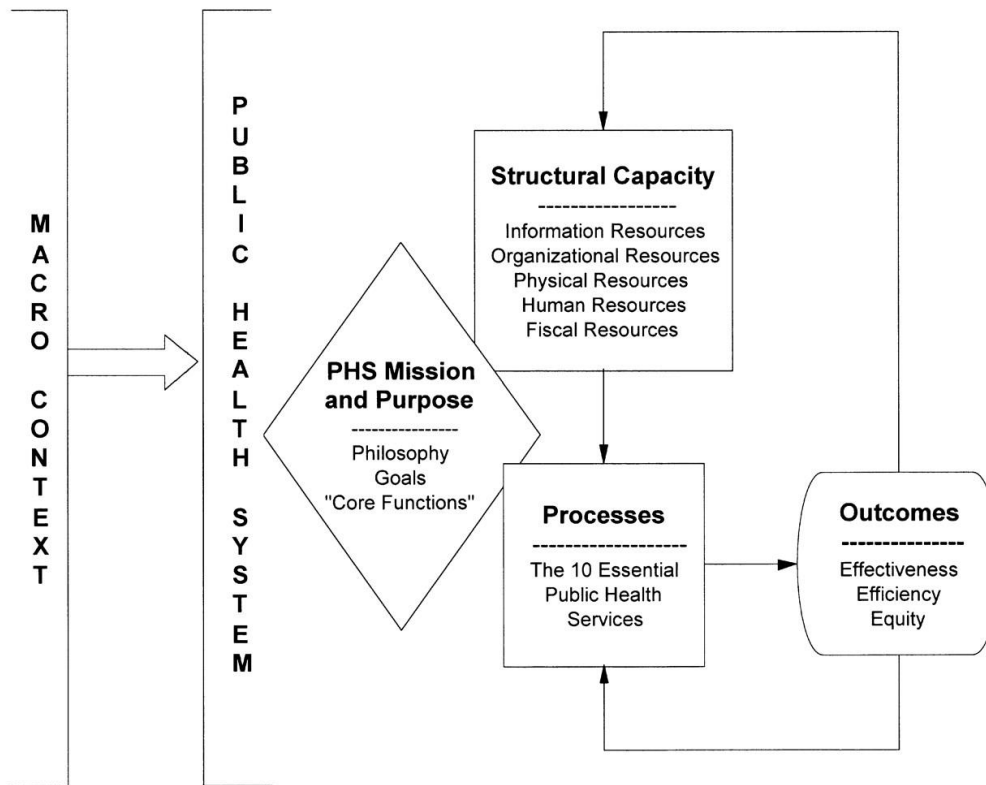 MACRO CONTEXT
PUBLIC HEALTH SYSTEM
PHS Mission
and Purpose
----------------
Philosophy
Goals
"Core Functions"
Structural Capacity
-----------------
Information Resources
Organizational Resources
Physical Resources
Human Resources
Fiscal Resources
Processes
-------------------
The 10 Essential
Public Health
Services
Outcomes
---------------
Effectiveness
Efficiency
Equity